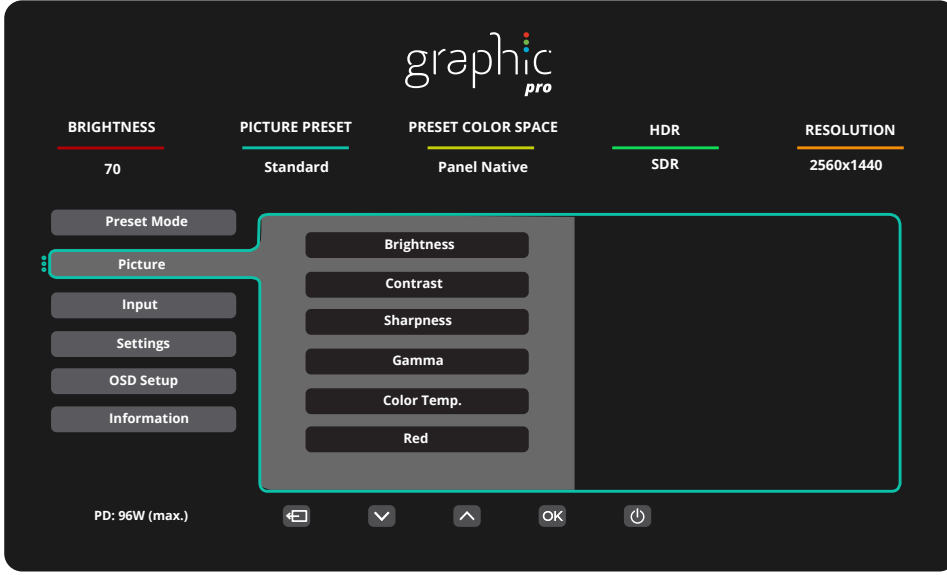 graphic
pro
BRIGHTNESS PICTURE PRESET PRESET COLOR SPACE HDR RESOLUTION
70 Standard Panel Native SDR 2560x1440
Preset Mode
Picture
Input
Settings
OSD Setup
Information
Brightness
Contrast
Sharpness
Gamma
Color Temp.
Red
PD: 96W (max.) OK